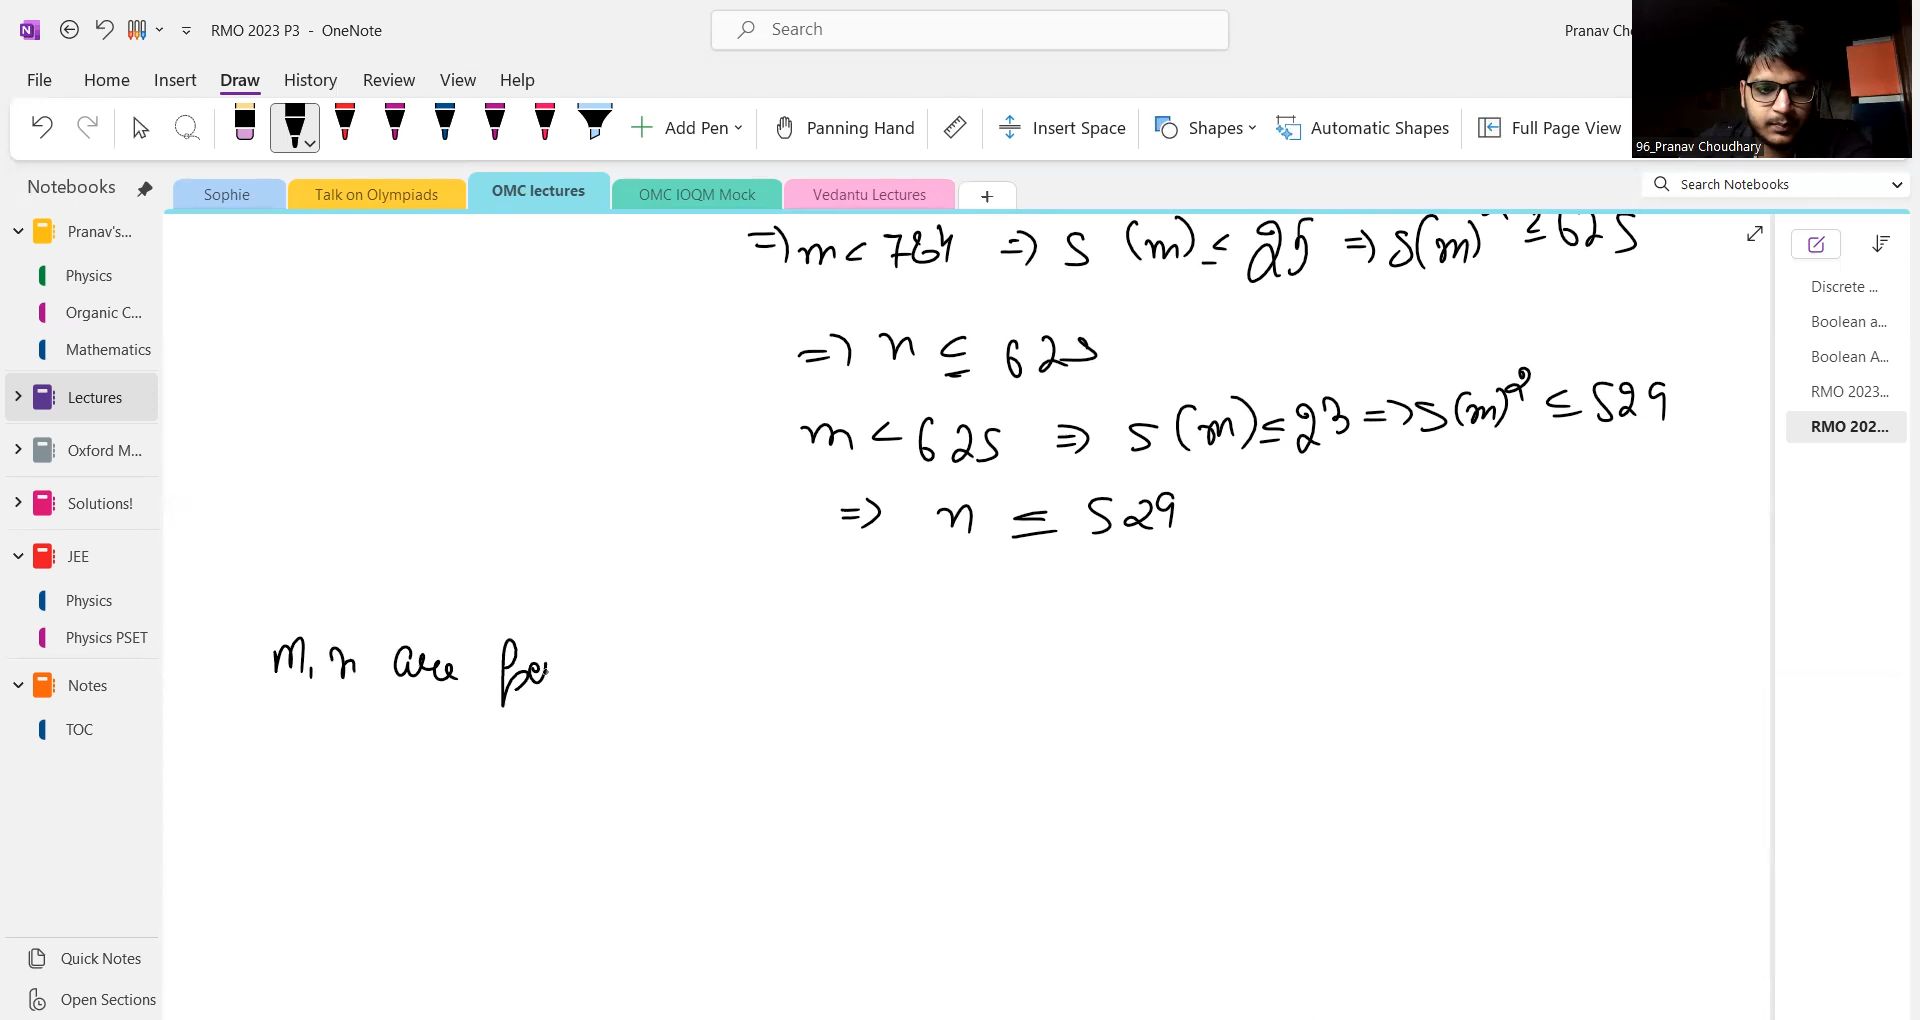 RMO 2023 P3 - OneNote
Search
Pranav Cho
File Home Insert Draw History Review View Help
Add Pen
Panning Hand
Insert Space
Shapes
Automatic Shapes
Full Page View
96_Pranav Choudhary
Notebooks
Sophie
Talk on Olympiads
OMC lectures
OMC IOQM Mock
Vedantu Lectures
+
Search Notebooks
Pranav's...
Physics
Organic C...
Mathematics
Lectures
Oxford M...
Solutions!
JEE
Physics
Physics PSET
Notes
TOC
Quick Notes
Open Sections
⇒ m < 784 ⇒ S (m) ≤ 25 ⇒ S(m)² ≤ 625
⇒ n ≤ 625
m < 625 ⇒ S (m) ≤ 23 ⇒ S(m)² ≤ 529
⇒ n ≤ 529
m, n are per
Discrete ...
Boolean a...
Boolean A...
RMO 2023...
RMO 202...